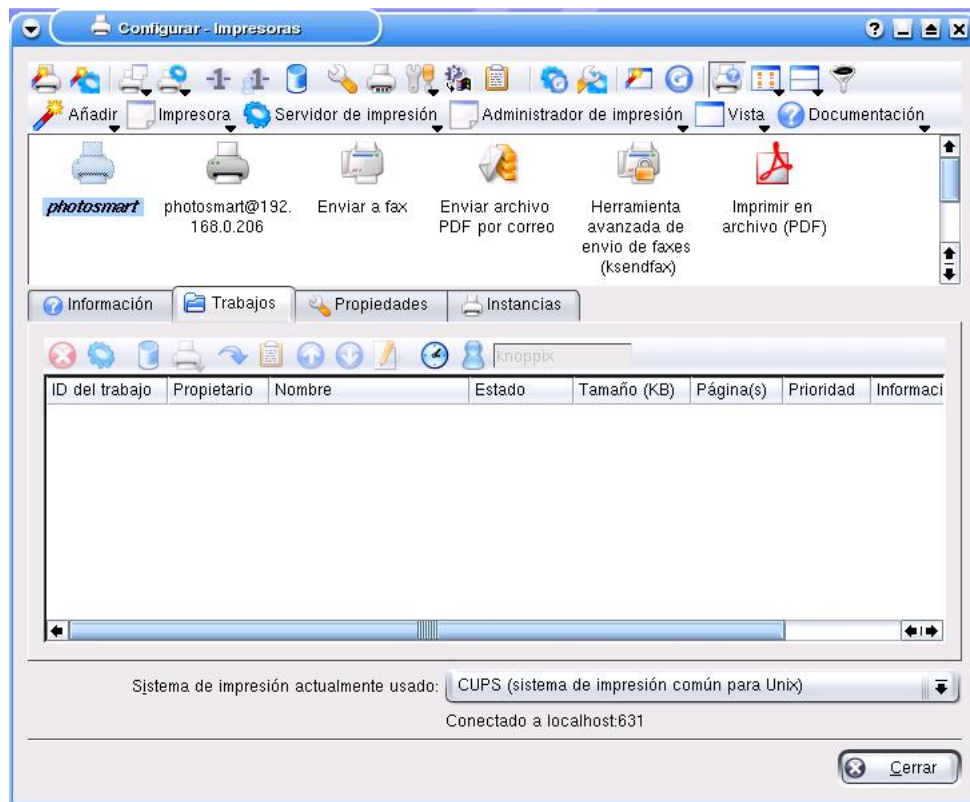 Configurar - Impresoras
-1- 1-
Añadir Impresora Servidor de impresión Administrador de impresión Vista Documentación
photosmart
photosmart@192.
168.0.206
Enviar a fax
Enviar archivo
PDF por correo
Herramienta
avanzada de
envio de faxes
(ksendfax)
Imprimir en
archivo (PDF)
Información Trabajos Propiedades Instancias
knoppix
ID del trabajo Propietario Nombre Estado Tamaño (KB) Página(s) Prioridad Informaci
Sistema de impresión actualmente usado: CUPS (sistema de impresión común para Unix)
Conectado a localhost:631
Cerrar